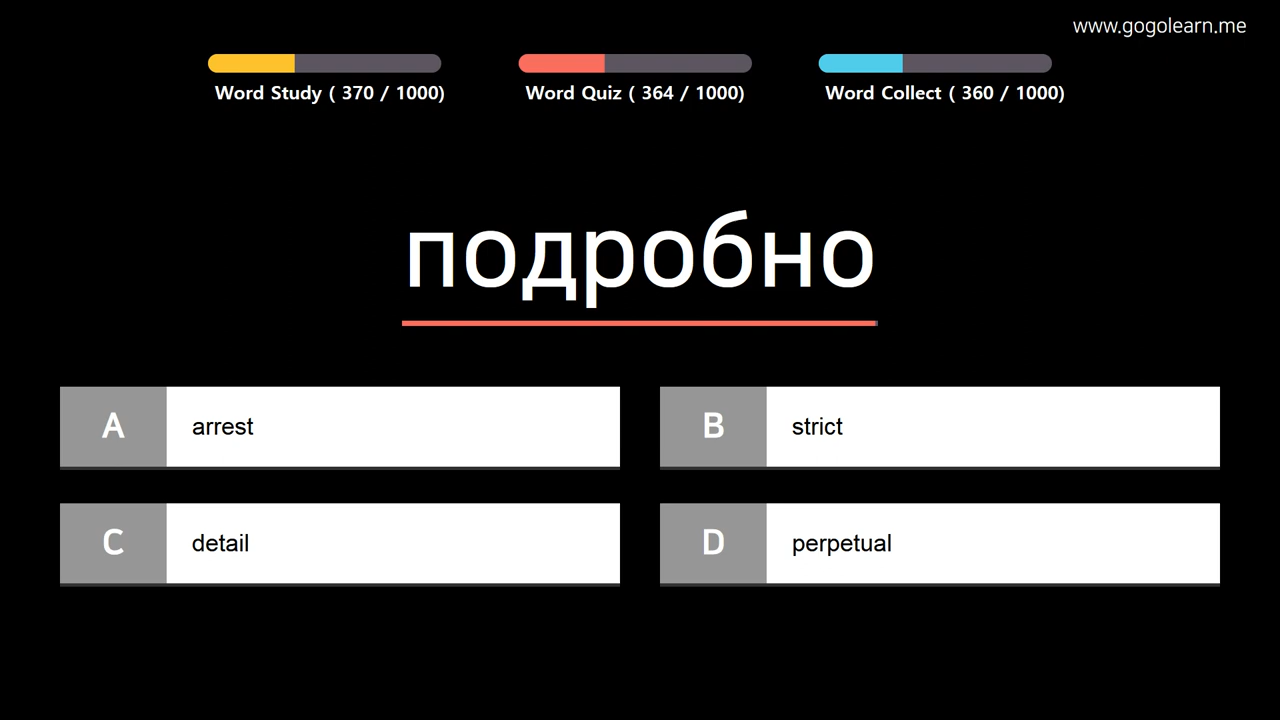 www.gogolearn.me
Word Study ( 370 / 1000)
Word Quiz ( 364 / 1000)
Word Collect ( 360 / 1000)
подробно
A arrest
B strict
C detail
D perpetual